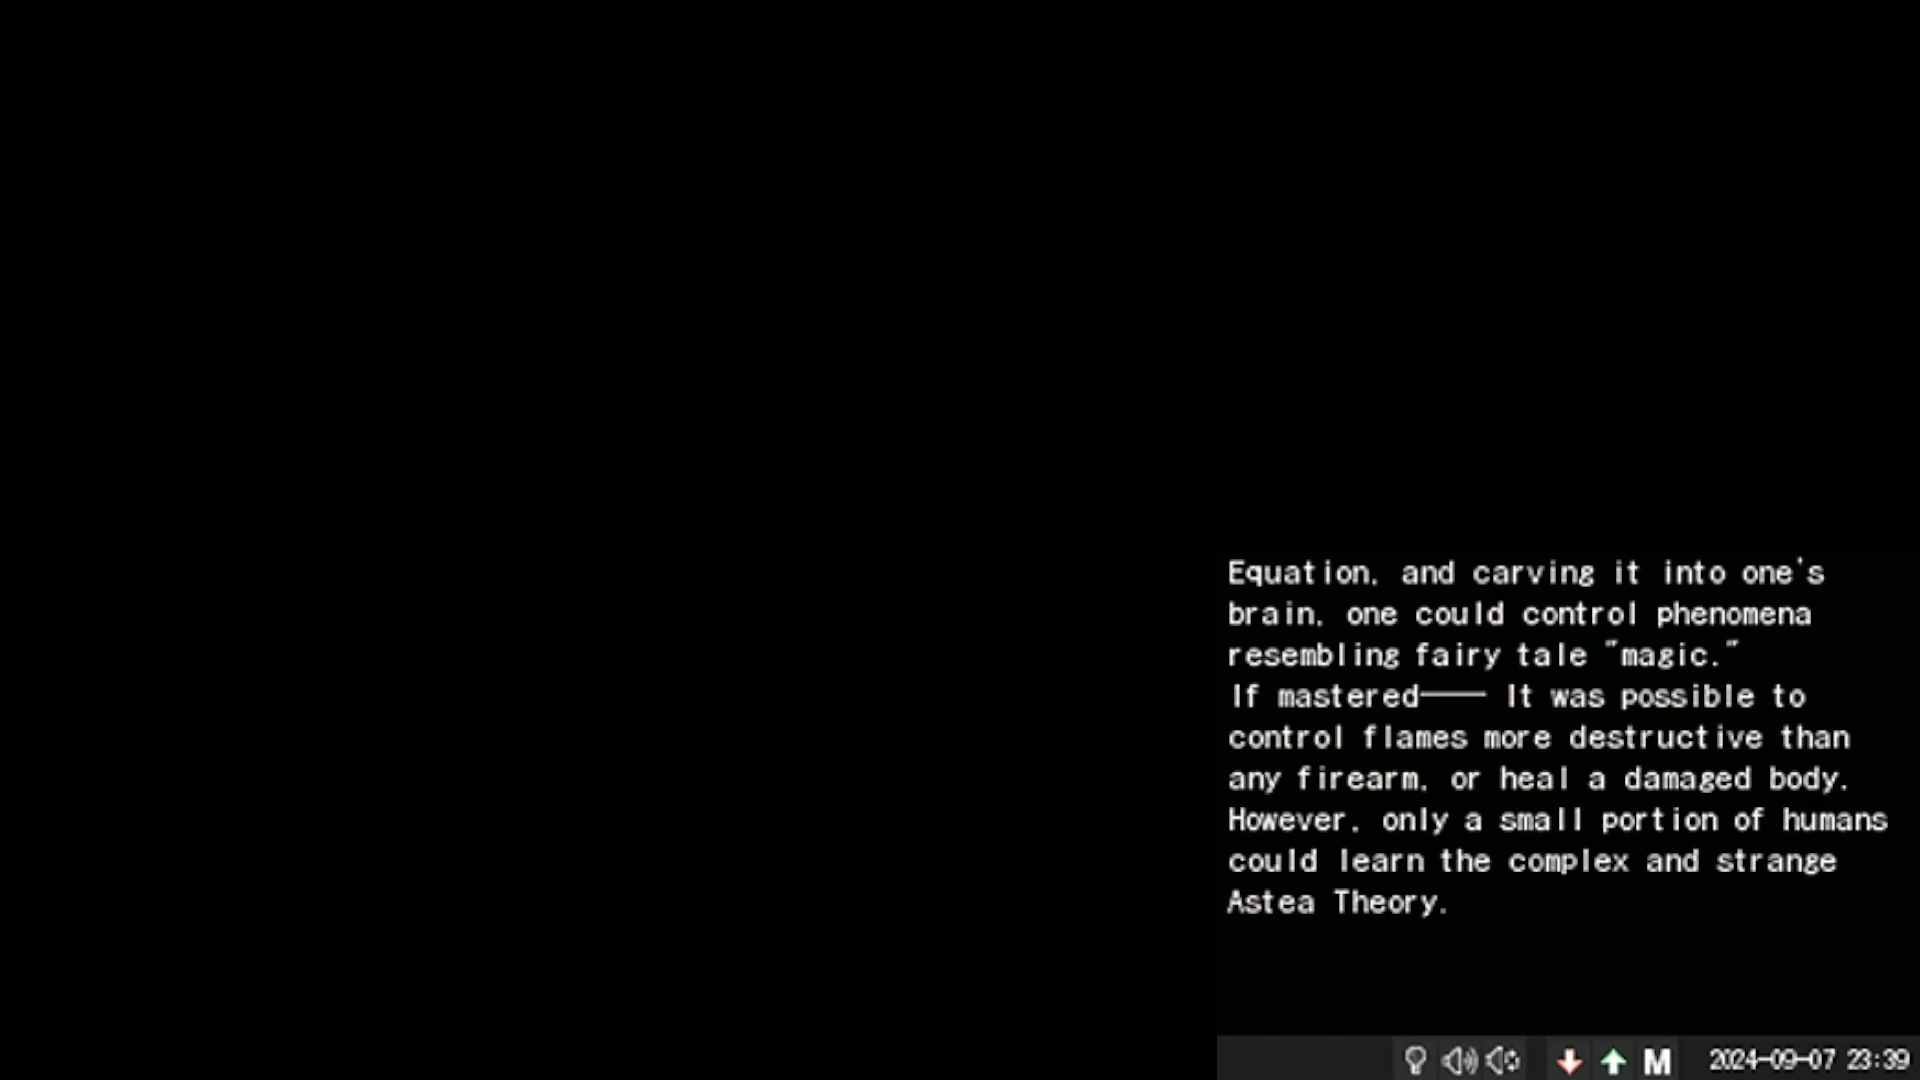 Equation, and carving it into one's
brain, one could control phenomena
resembling fairy tale "magic."
If mastered── It was possible to
control flames more destructive than
any firearm, or heal a damaged body.
However, only a small portion of humans
could learn the complex and strange
Astea Theory.
M 2024-09-07 23:39